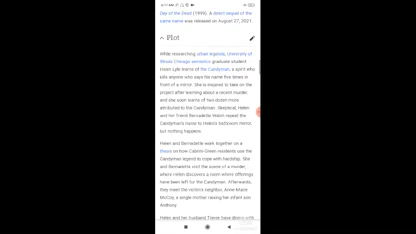 Day of the Dead (1999). A direct sequel of the
same name was released on August 27, 2021.
Plot
While researching urban legends, University of
Illinois Chicago semiotics graduate student
Helen Lyle learns of the Candyman, a spirit who
kills anyone who says his name five times in
front of a mirror. She is inspired to take on the
project after learning about a recent murder,
and she soon learns of two dozen more
attributed to the Candyman. Skeptical, Helen
and her friend Bernadette Walsh repeat the
Candyman's name to Helen's bathroom mirror,
but nothing happens.
Helen and Bernadette work together on a
thesis on how Cabrini-Green residents use the
Candyman legend to cope with hardship. She
and Bernadette visit the scene of a murder,
where Helen discovers a room where offerings
have been left for the Candyman. Afterwards,
they meet the victim's neighbor, Anne-Marie
McCoy, a single mother raising her infant son
Anthony.
Helen and her husband Trevor have dinner with